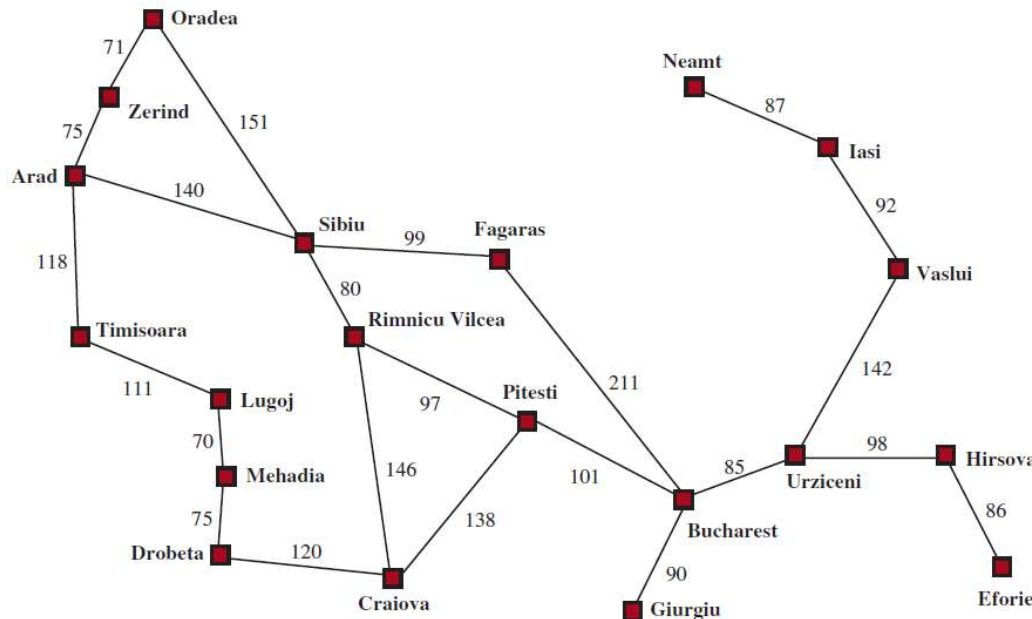 Oradea
71
Neamt
87
Zerind
151
75
Iasi
Arad
140
92
Sibiu
Fagaras
99
118
Vaslui
80
Timisoara
Rimnicu Vilcea
142
111
Pitesti
211
Lugoj
97
70
98
146
85
Hirsova
Mehadia
101
Urziceni
75
138
86
Bucharest
Drobeta
120
90
Craiova
Giurgiu
Eforie